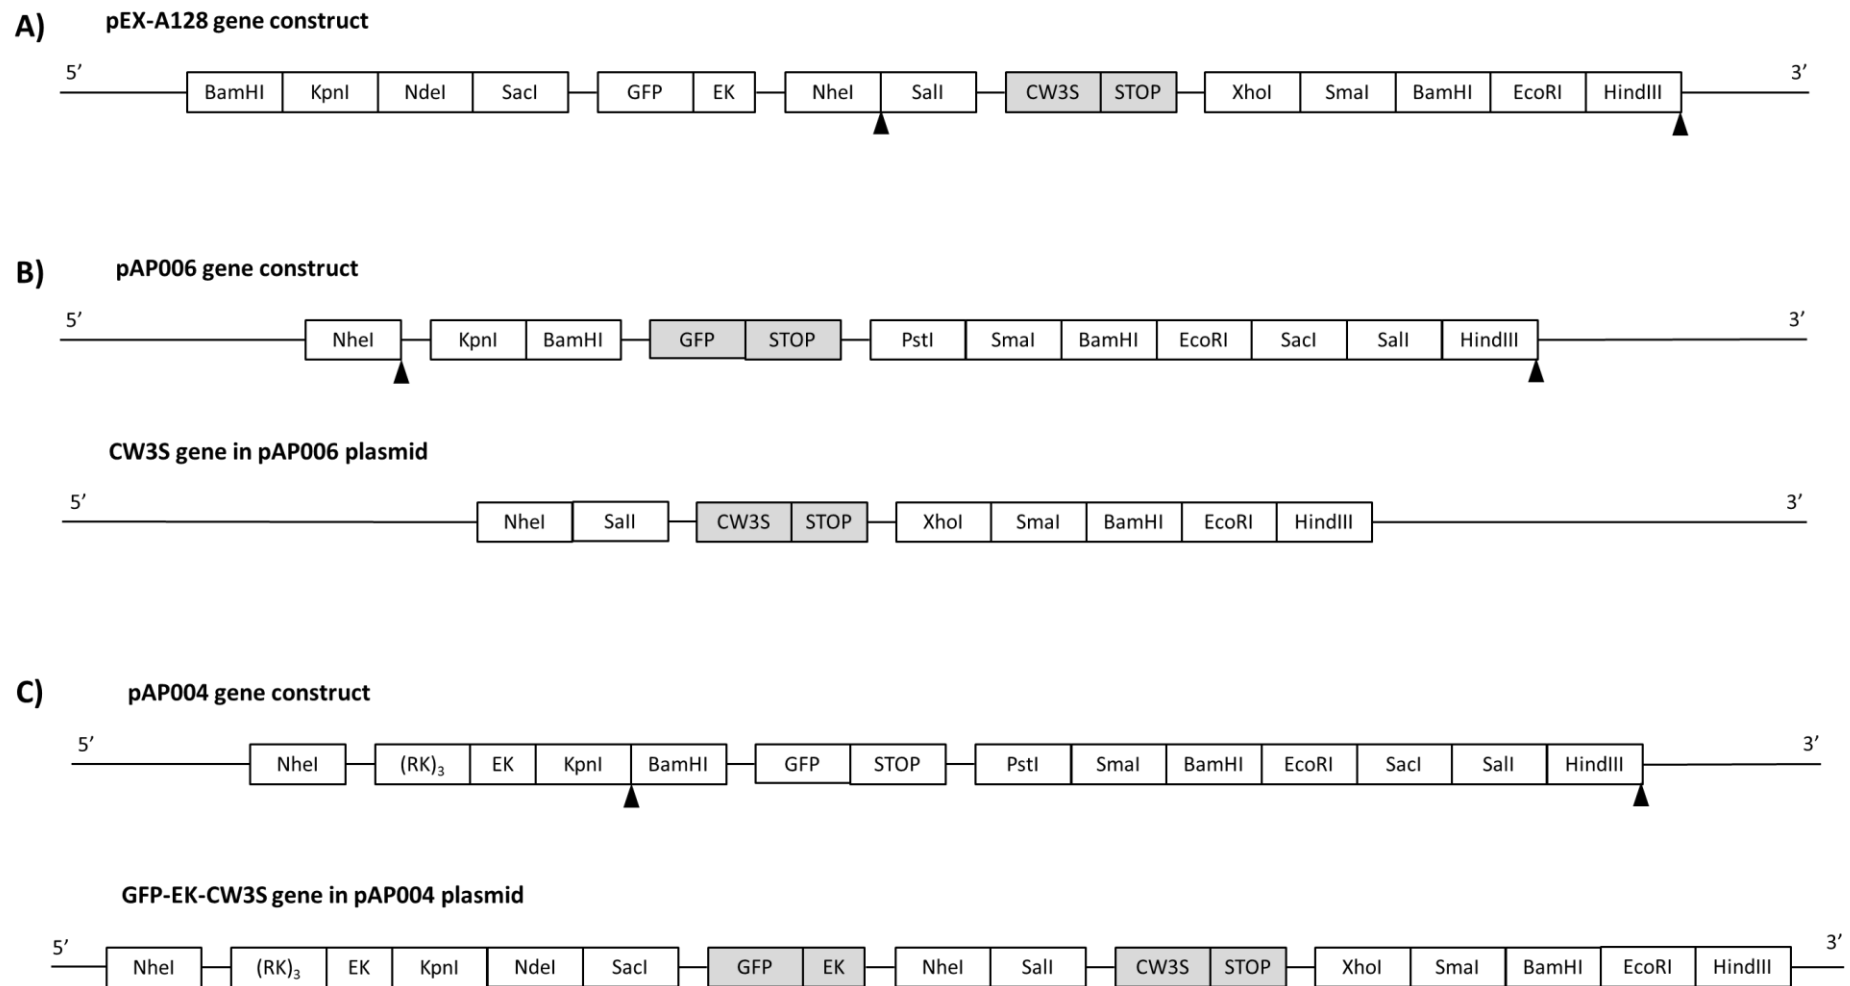 A) pEX-A128 gene construct
5’ 3’
BamHI KpnI NdeI SacI GFP EK NheI SalI CW3S STOP XhoI SmaI BamHI EcoRI HindIII
B) pAP006 gene construct
5’ 3’
NheI KpnI BamHI GFP STOP PstI SmaI BamHI EcoRI SacI SalI HindIII
CW3S gene in pAP006 plasmid
5’ 3’
NheI SalI CW3S STOP XhoI SmaI BamHI EcoRI HindIII
C) pAP004 gene construct
5’ 3’
NheI (RK)₃ EK KpnI BamHI GFP STOP PstI SmaI BamHI EcoRI SacI SalI HindIII
GFP-EK-CW3S gene in pAP004 plasmid
5’ 3’
NheI (RK)₃ EK KpnI NdeI SacI GFP EK NheI SalI CW3S STOP XhoI SmaI BamHI EcoRI HindIII